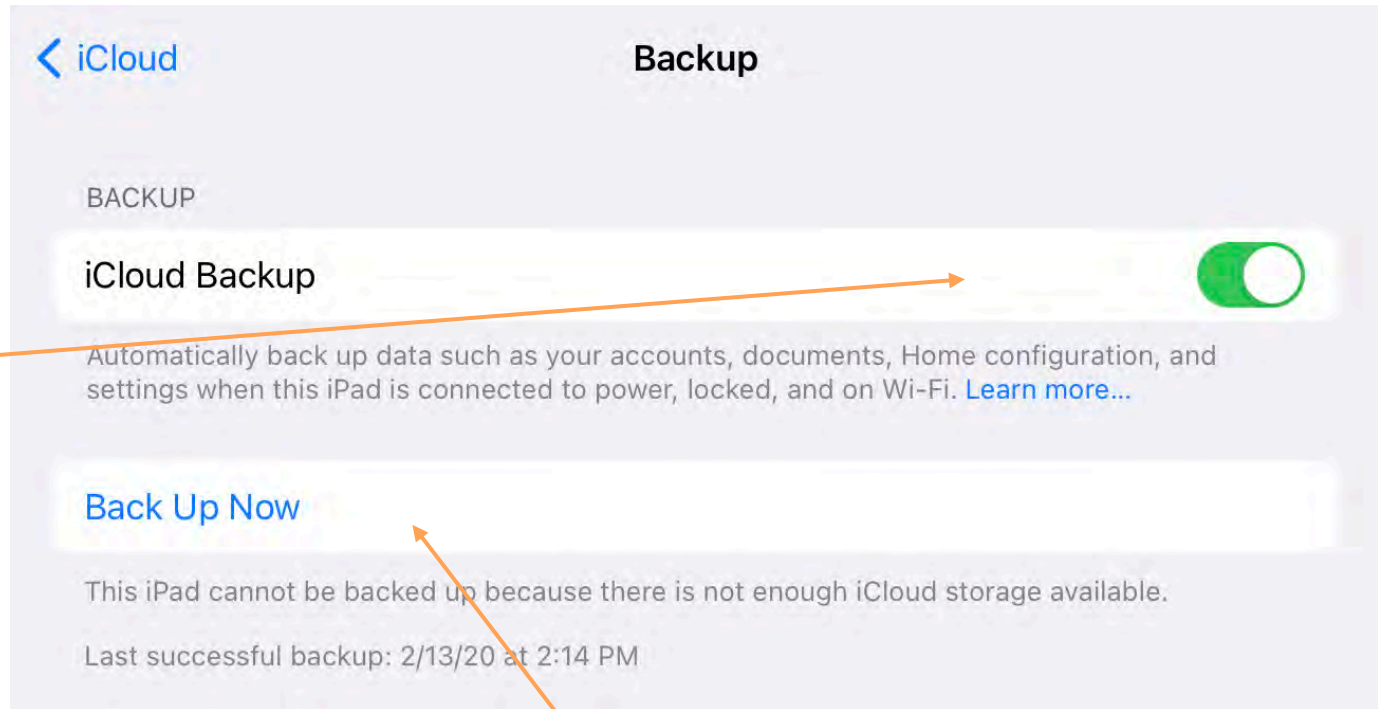 iCloud
Backup
BACKUP
iCloud Backup
Automatically back up data such as your accounts, documents, Home configuration, and
settings when this iPad is connected to power, locked, and on Wi-Fi. Learn more...
Back Up Now
This iPad cannot be backed up because there is not enough iCloud storage available.
Last successful backup: 2/13/20 at 2:14 PM